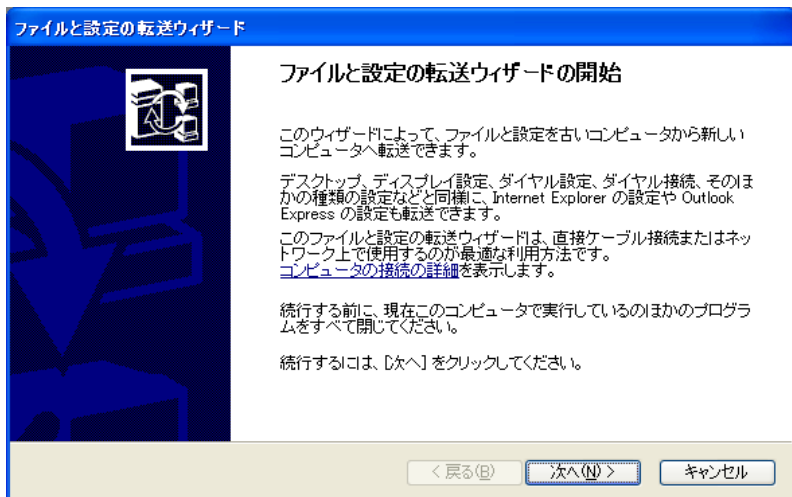 ファイルと設定の転送ウィザード
ファイルと設定の転送ウィザードの開始
このウィザードによって、ファイルと設定を古いコンピュータから新しい
コンピュータへ転送できます。
デスクトップ、ディスプレイ設定、ダイヤル設定、ダイヤル接続、そのほ
かの種類の設定などと同様に、Internet Explorer の設定や Outlook
Express の設定も転送できます。
このファイルと設定の転送ウィザードは、直接ケーブル接続またはネッ
トワーク上で使用するのが最適な利用方法です。
コンピュータの接続の詳細を表示します。
続行する前に、現在このコンピュータで実行しているのほかのプログラ
ムをすべて閉じてください。
続行するには、[次へ] をクリックしてください。
< 戻る(B) 次へ(N) > キャンセル